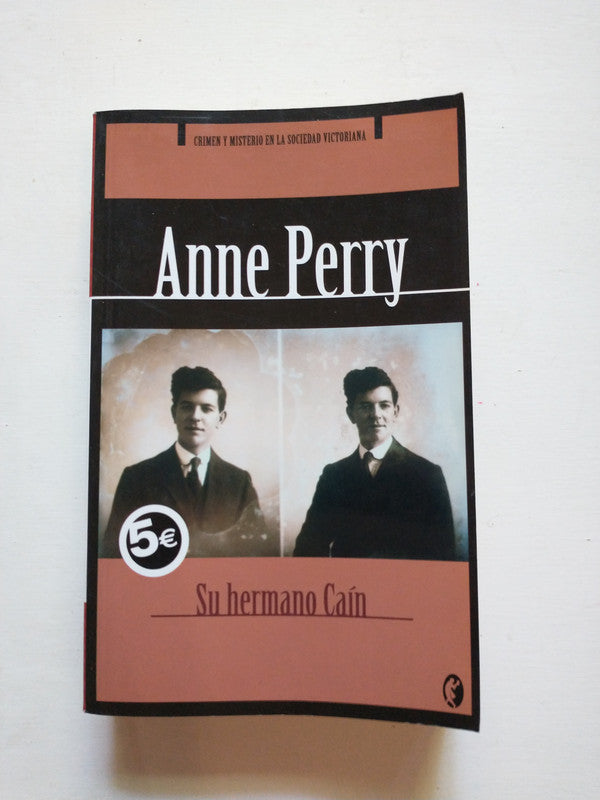 CRIMEN Y MISTERIO EN LA SOCIEDAD VICTORIANA
Anne Perry
5€
Su hermano Caín